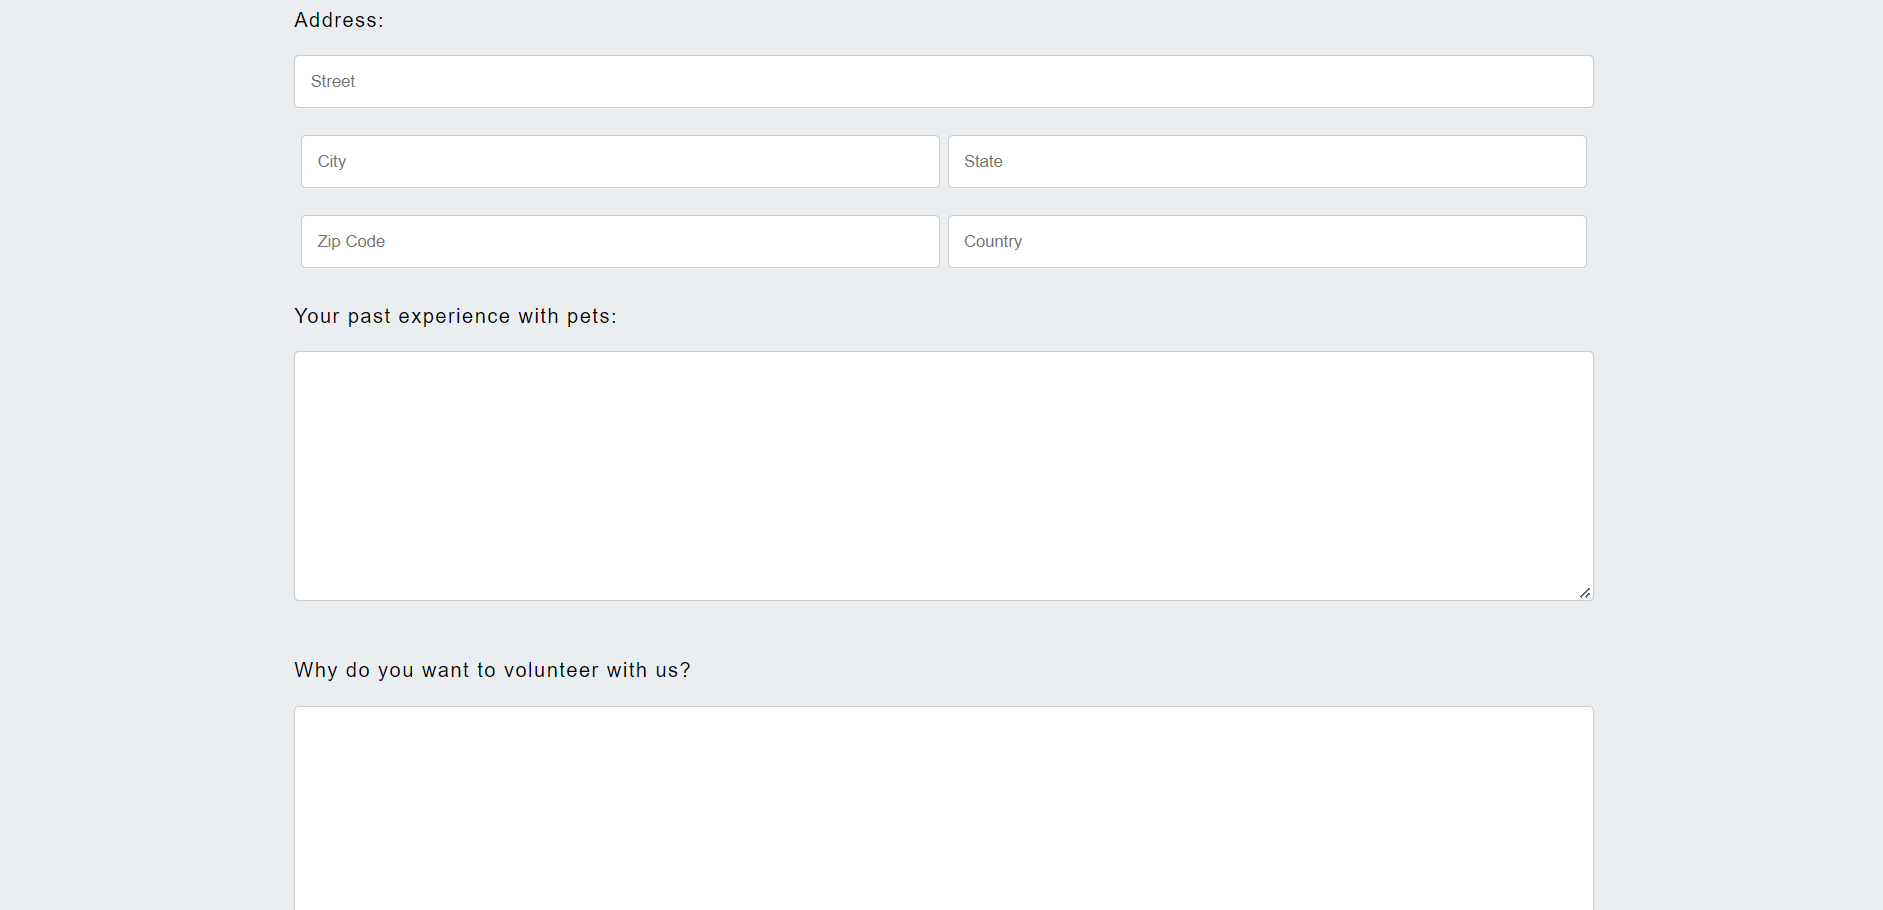 Address:
Street
City
State
Zip Code
Country
Your past experience with pets:
Why do you want to volunteer with us?